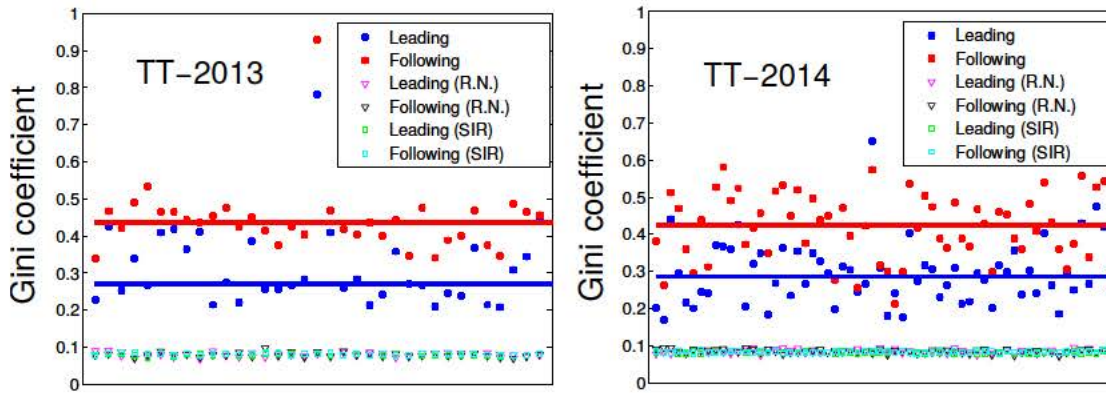 Gini coefficient
1
0.9
0.8
0.7
0.6
0.5
0.4
0.3
0.2
0.1
0
TT-2013
Leading
Following
Leading (R.N.)
Following (R.N.)
Leading (SIR)
Following (SIR)
Gini coefficient
1
0.9
0.8
0.7
0.6
0.5
0.4
0.3
0.2
0.1
0
TT-2014
Leading
Following
Leading (R.N.)
Following (R.N.)
Leading (SIR)
Following (SIR)